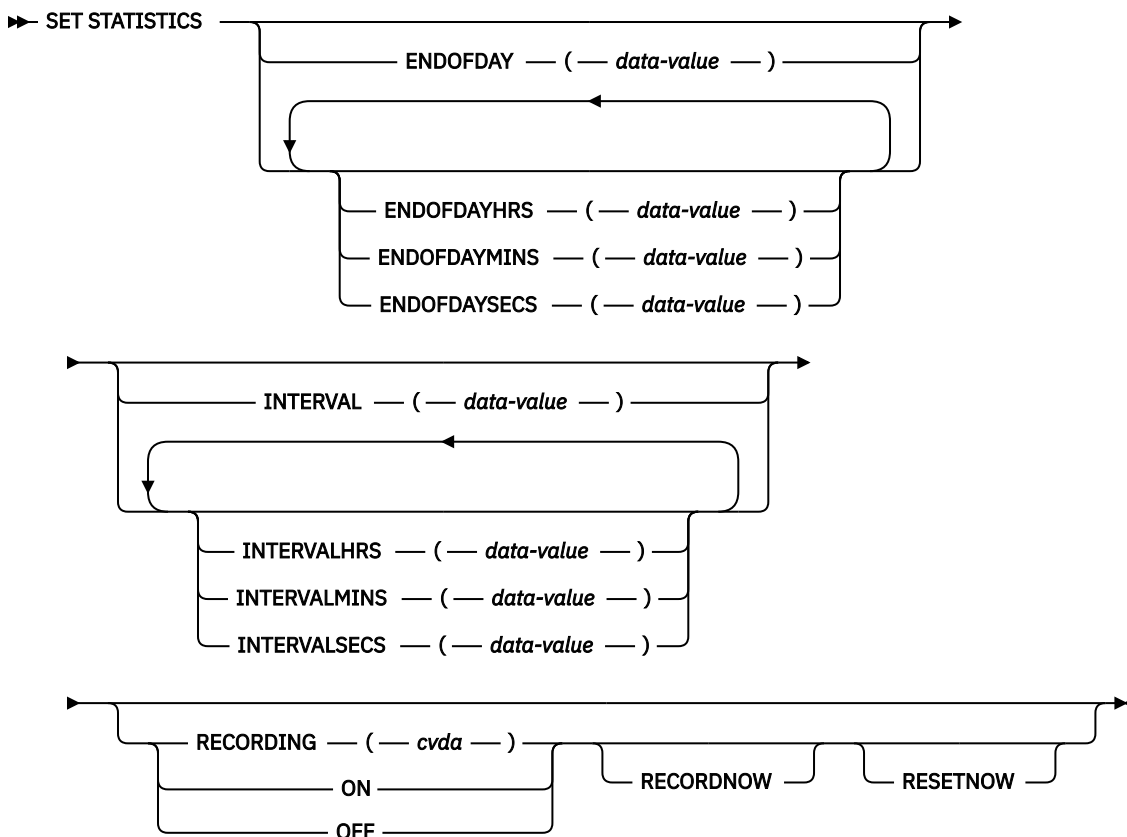 SET STATISTICS
ENDOFDAY ( data-value )
ENDOFDAYHRS ( data-value )
ENDOFDAYMINS ( data-value )
ENDOFDAYSECS ( data-value )
INTERVAL ( data-value )
INTERVALHRS ( data-value )
INTERVALMINS ( data-value )
INTERVALSECS ( data-value )
RECORDING ( cvda )
ON
OFF
RECORDNOW
RESETNOW